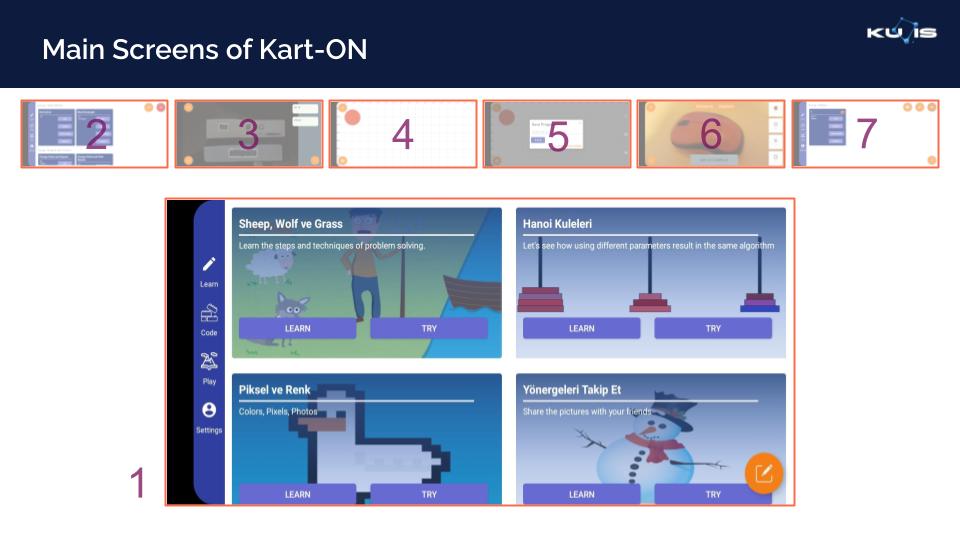 Main Screens of Kart-ON
KUIS
2
3
4
5
6
7
Sheep, Wolf ve Grass
Learn the steps and techniques of problem solving.
LEARN
TRY
Hanoi Kuleleri
Let's see how using different parameters result in the same algorithm
LEARN
TRY
Learn
Code
Play
Settings
Piksel ve Renk
Colors, Pixels, Photos
LEARN
TRY
Yönergeleri Takip Et
Share the pictures with your friends
LEARN
TRY
1